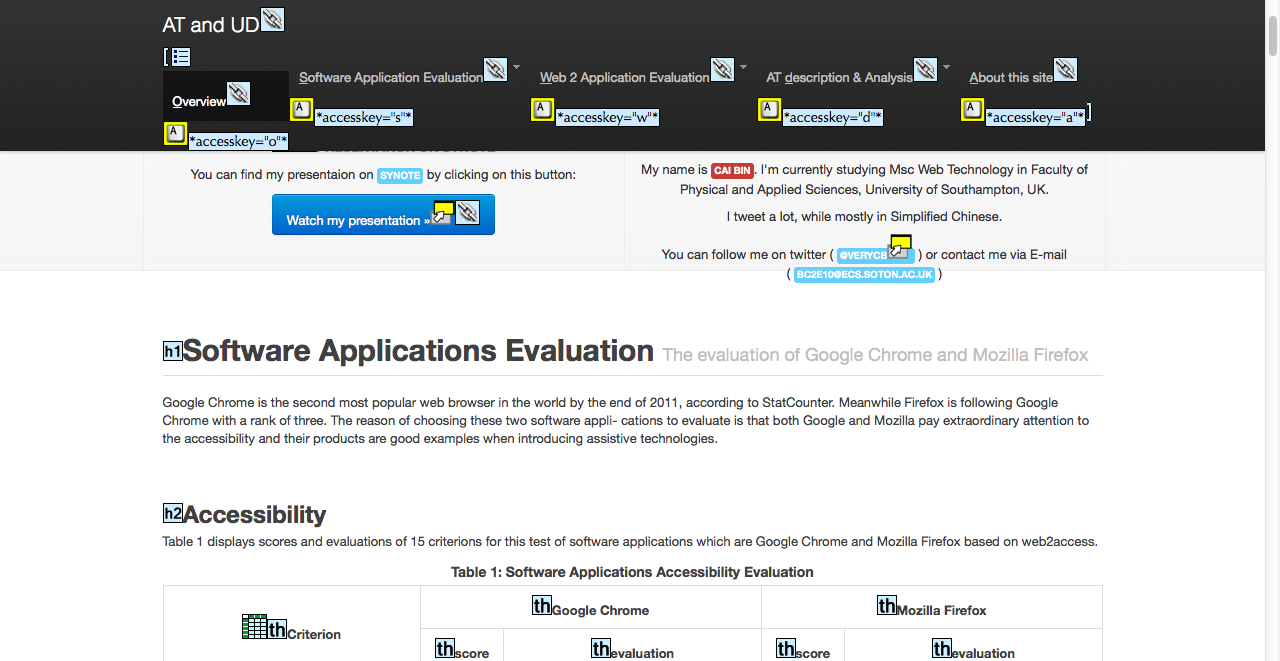 AT and UD
Overview
*accesskey="o"*
Software Application Evaluation
*accesskey="s"*
Web 2 Application Evaluation
*accesskey="w"*
AT description & Analysis
*accesskey="d"*
About this site
*accesskey="a"*
You can find my presentaion on SYNOTE by clicking on this button:
Watch my presentation »
My name is CAI BIN. I'm currently studying Msc Web Technology in Faculty of
Physical and Applied Sciences, University of Southampton, UK.
I tweet a lot, while mostly in Simplified Chinese.
You can follow me on twitter ( @VERYCB ) or contact me via E-mail
( BC2E10@ECS.SOTON.AC.UK )
h1 Software Applications Evaluation The evaluation of Google Chrome and Mozilla Firefox
Google Chrome is the second most popular web browser in the world by the end of 2011, according to StatCounter. Meanwhile Firefox is following Google
Chrome with a rank of three. The reason of choosing these two software appli- cations to evaluate is that both Google and Mozilla pay extraordinary attention to
the accessibility and their products are good examples when introducing assistive technologies.
h2 Accessibility
Table 1 displays scores and evaluations of 15 criterions for this test of software applications which are Google Chrome and Mozilla Firefox based on web2access.
Table 1: Software Applications Accessibility Evaluation
th Criterion
th Google Chrome
th Mozilla Firefox
th score
th evaluation
th score
th evaluation